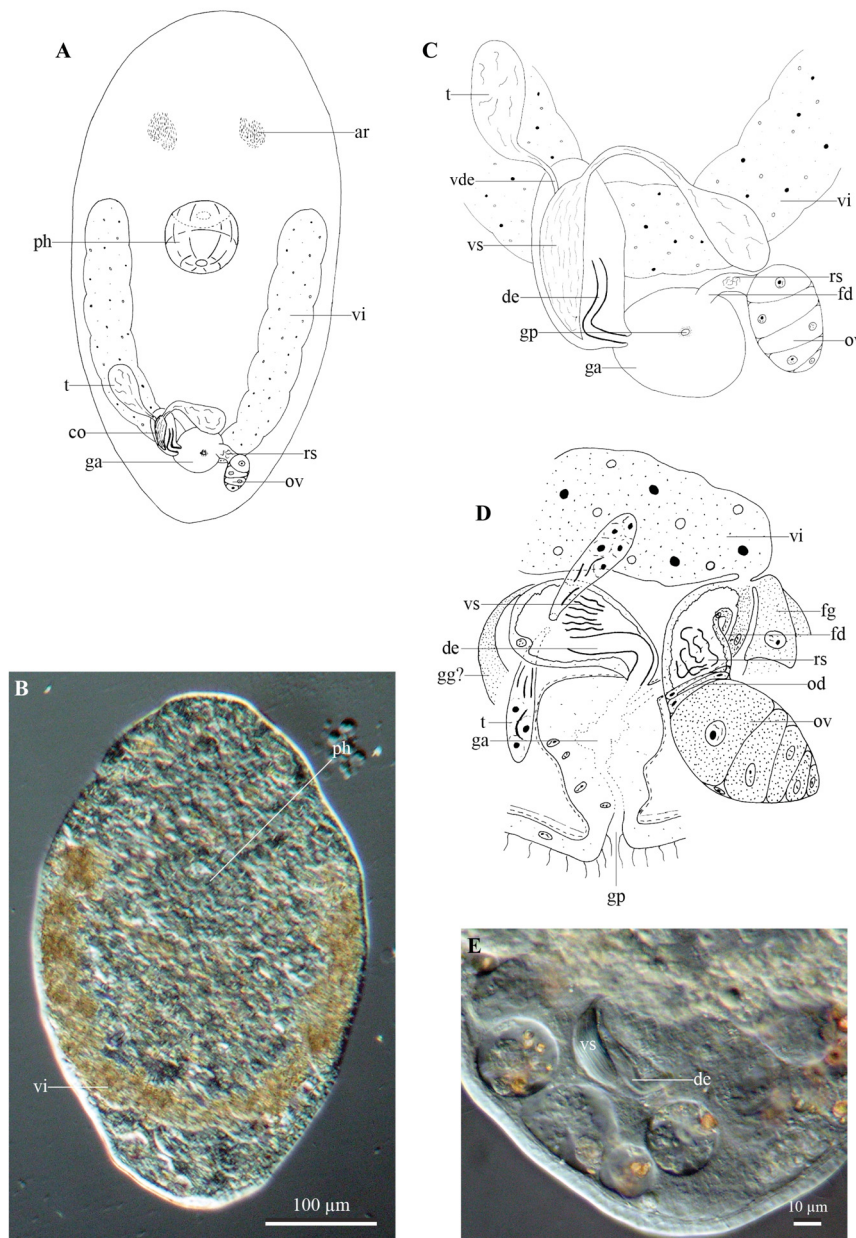 A
ar
ph
vi
t
co
ga
rs
ov
C
t
vde
vi
vs
rs
de
fd
gp
ov
ga
D
vi
vs
fg
de
fd
gg?
rs
od
t
ov
ga
gp
B
ph
vi
100 µm
E
vs
de
10 µm